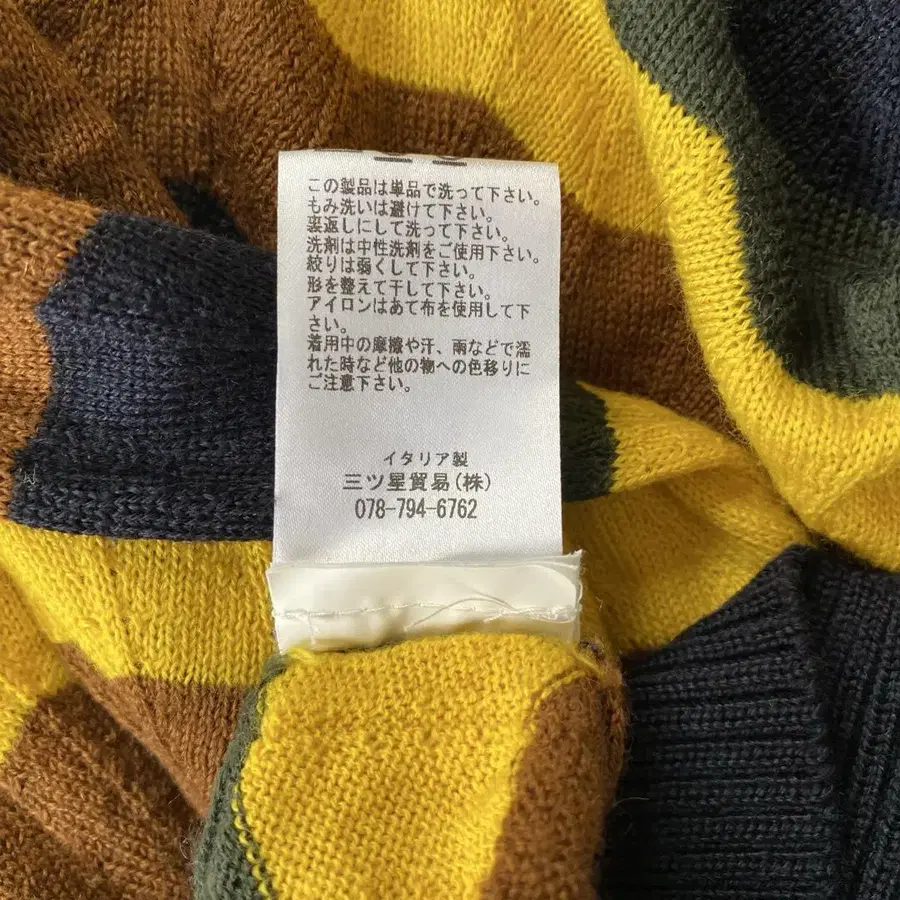 この製品は単品で洗って下さい。
もみ洗いは避けて下さい。
裏返しにして洗って下さい。
洗剤は中性洗剤をご使用下さい。
絞りは弱くして下さい。
形を整えて干して下さい。
アイロンはあて布を使用して下
さい。
着用中の摩擦や汗、雨などで濡
れた時など他の物への色移りに
ご注意下さい。
イタリア製
三ツ星貿易(株)
078-794-6762